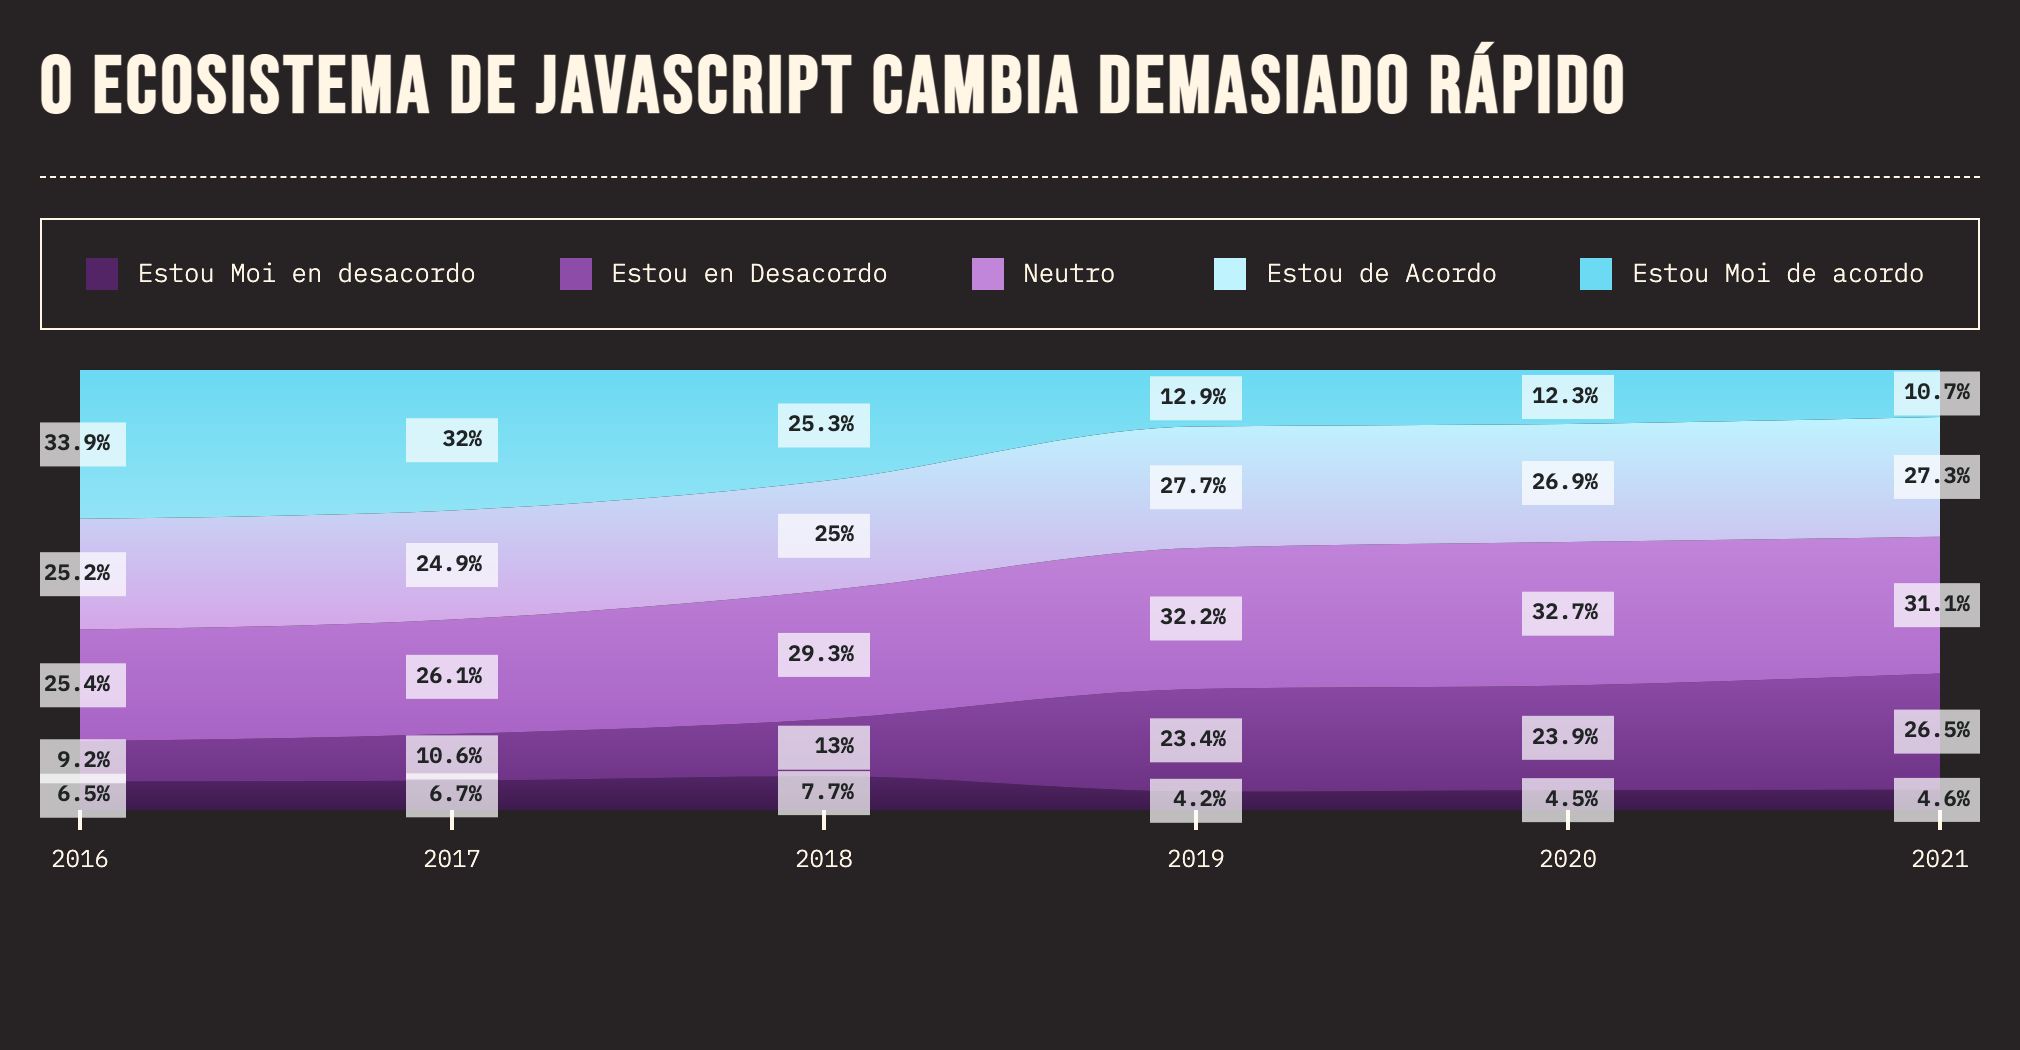 O ECOSISTEMA DE JAVASCRIPT CAMBIA DEMASIADO RÁPIDO
Estou Moi en desacordo Estou en Desacordo Neutro Estou de Acordo Estou Moi de acordo
33.9% 32% 25.3% 12.9% 12.3% 10.7%
25.2% 24.9% 25% 27.7% 26.9% 27.3%
25.4% 26.1% 29.3% 32.2% 32.7% 31.1%
9.2% 10.6% 13% 23.4% 23.9% 26.5%
6.5% 6.7% 7.7% 4.2% 4.5% 4.6%
2016 2017 2018 2019 2020 2021